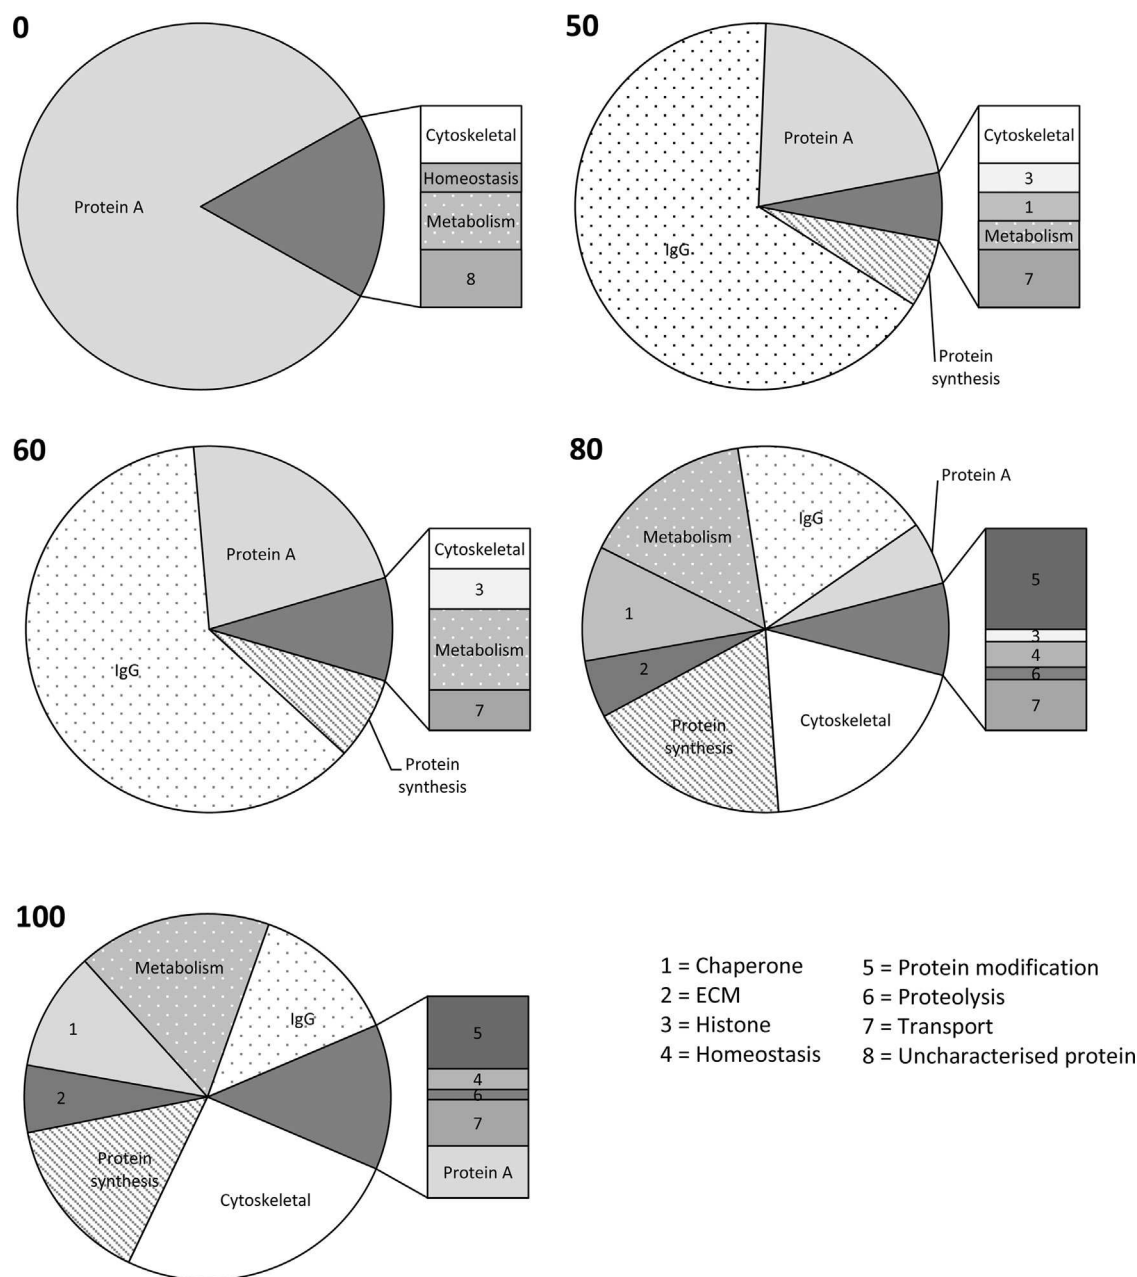 0
Protein A
Cytoskeletal
Homeostasis
Metabolism
8
50
Protein A
IgG
Protein
synthesis
Cytoskeletal
3
1
Metabolism
7
60
Protein A
IgG
Protein
synthesis
Cytoskeletal
3
Metabolism
7
80
Protein A
IgG
Metabolism
1
2
Protein
synthesis
Cytoskeletal
5
3
4
6
7
100
Metabolism
IgG
1
2
Protein
synthesis
Cytoskeletal
5
4
6
7
Protein A
1 = Chaperone
2 = ECM
3 = Histone
4 = Homeostasis
5 = Protein modification
6 = Proteolysis
7 = Transport
8 = Uncharacterised protein